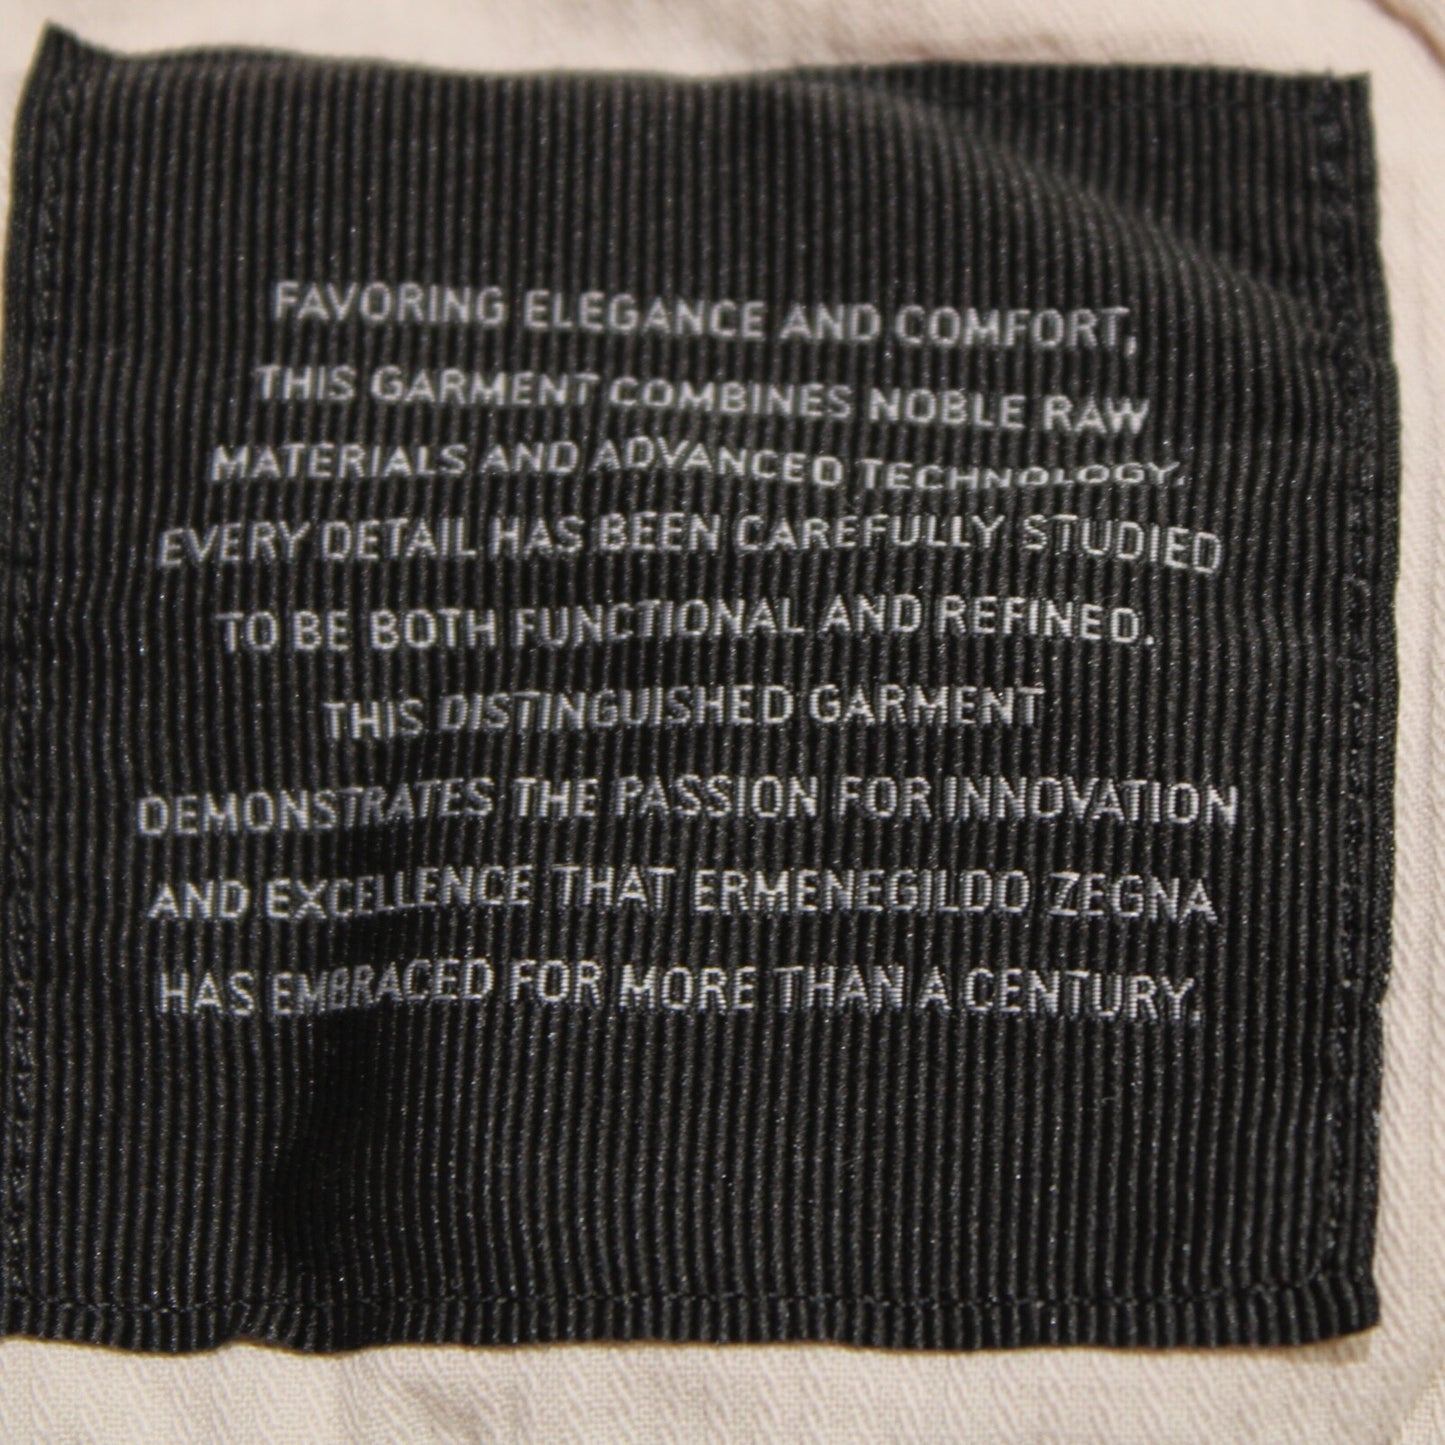 FAVORING ELEGANCE AND COMFORT,
THIS GARMENT COMBINES NOBLE RAW
MATERIALS AND ADVANCED TECHNOLOGY.
EVERY DETAIL HAS BEEN CAREFULLY STUDIED
TO BE BOTH FUNCTIONAL AND REFINED.
THIS DISTINGUISHED GARMENT
DEMONSTRATES THE PASSION FOR INNOVATION
AND EXCELLENCE THAT ERMENEGILDO ZEGNA
HAS EMBRACED FOR MORE THAN A CENTURY.